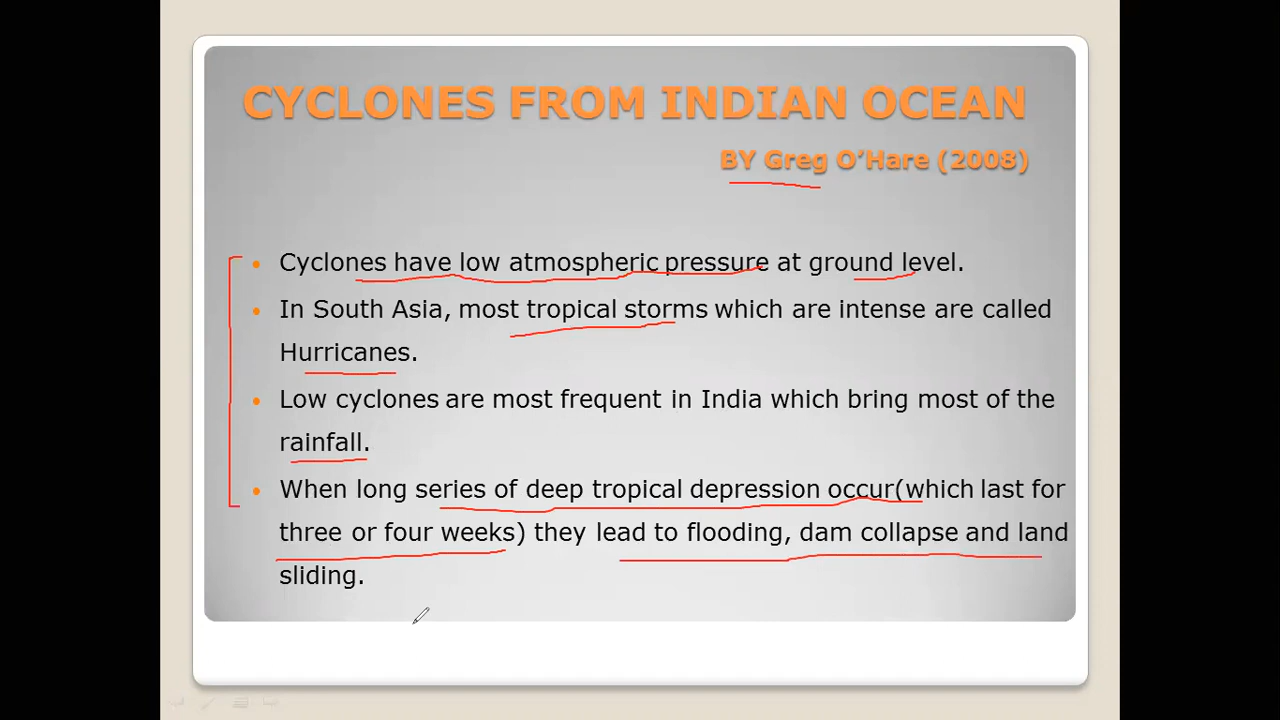 CYCLONES FROM INDIAN OCEAN
BY Greg O’Hare (2008)
• Cyclones have low atmospheric pressure at ground level.
• In South Asia, most tropical storms which are intense are called
Hurricanes.
• Low cyclones are most frequent in India which bring most of the
rainfall.
• When long series of deep tropical depression occur(which last for
three or four weeks) they lead to flooding, dam collapse and land
sliding.